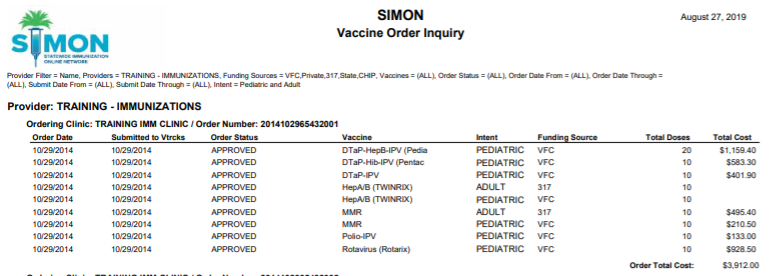 SIMON
STATEWIDE IMMUNIZATION
ONLINE NETWORK
SIMON
Vaccine Order Inquiry
August 27, 2019
Provider Filter = Name, Providers = TRAINING - IMMUNIZATIONS, Funding Sources = VFC,Private,317,State,CHIP, Vaccines = (ALL), Order Status = (ALL), Order Date From = (ALL), Order Date Through =
(ALL), Submit Date From = (ALL), Submit Date Through = (ALL), Intent = Pediatric and Adult
Provider: TRAINING - IMMUNIZATIONS
Ordering Clinic: TRAINING IMM CLINIC / Order Number: 2014102965432001
Order Date Submitted to Vtrcks Order Status Vaccine Intent Funding Source Total Doses Total Cost
10/29/2014 10/29/2014 APPROVED DTaP-HepB-IPV (Pedia PEDIATRIC VFC 20 $1,159.40
10/29/2014 10/29/2014 APPROVED DTaP-Hib-IPV (Pentac PEDIATRIC VFC 10 $583.30
10/29/2014 10/29/2014 APPROVED DTaP-IPV PEDIATRIC VFC 10 $401.90
10/29/2014 10/29/2014 APPROVED HepA/B (TWINRIX) ADULT 317 10
10/29/2014 10/29/2014 APPROVED HepA/B (TWINRIX) PEDIATRIC VFC 10
10/29/2014 10/29/2014 APPROVED MMR ADULT 317 10 $495.40
10/29/2014 10/29/2014 APPROVED MMR PEDIATRIC VFC 10 $210.50
10/29/2014 10/29/2014 APPROVED Polio-IPV PEDIATRIC VFC 10 $133.00
10/29/2014 10/29/2014 APPROVED Rotavirus (Rotarix) PEDIATRIC VFC 10 $928.50
Order Total Cost: $3,912.00